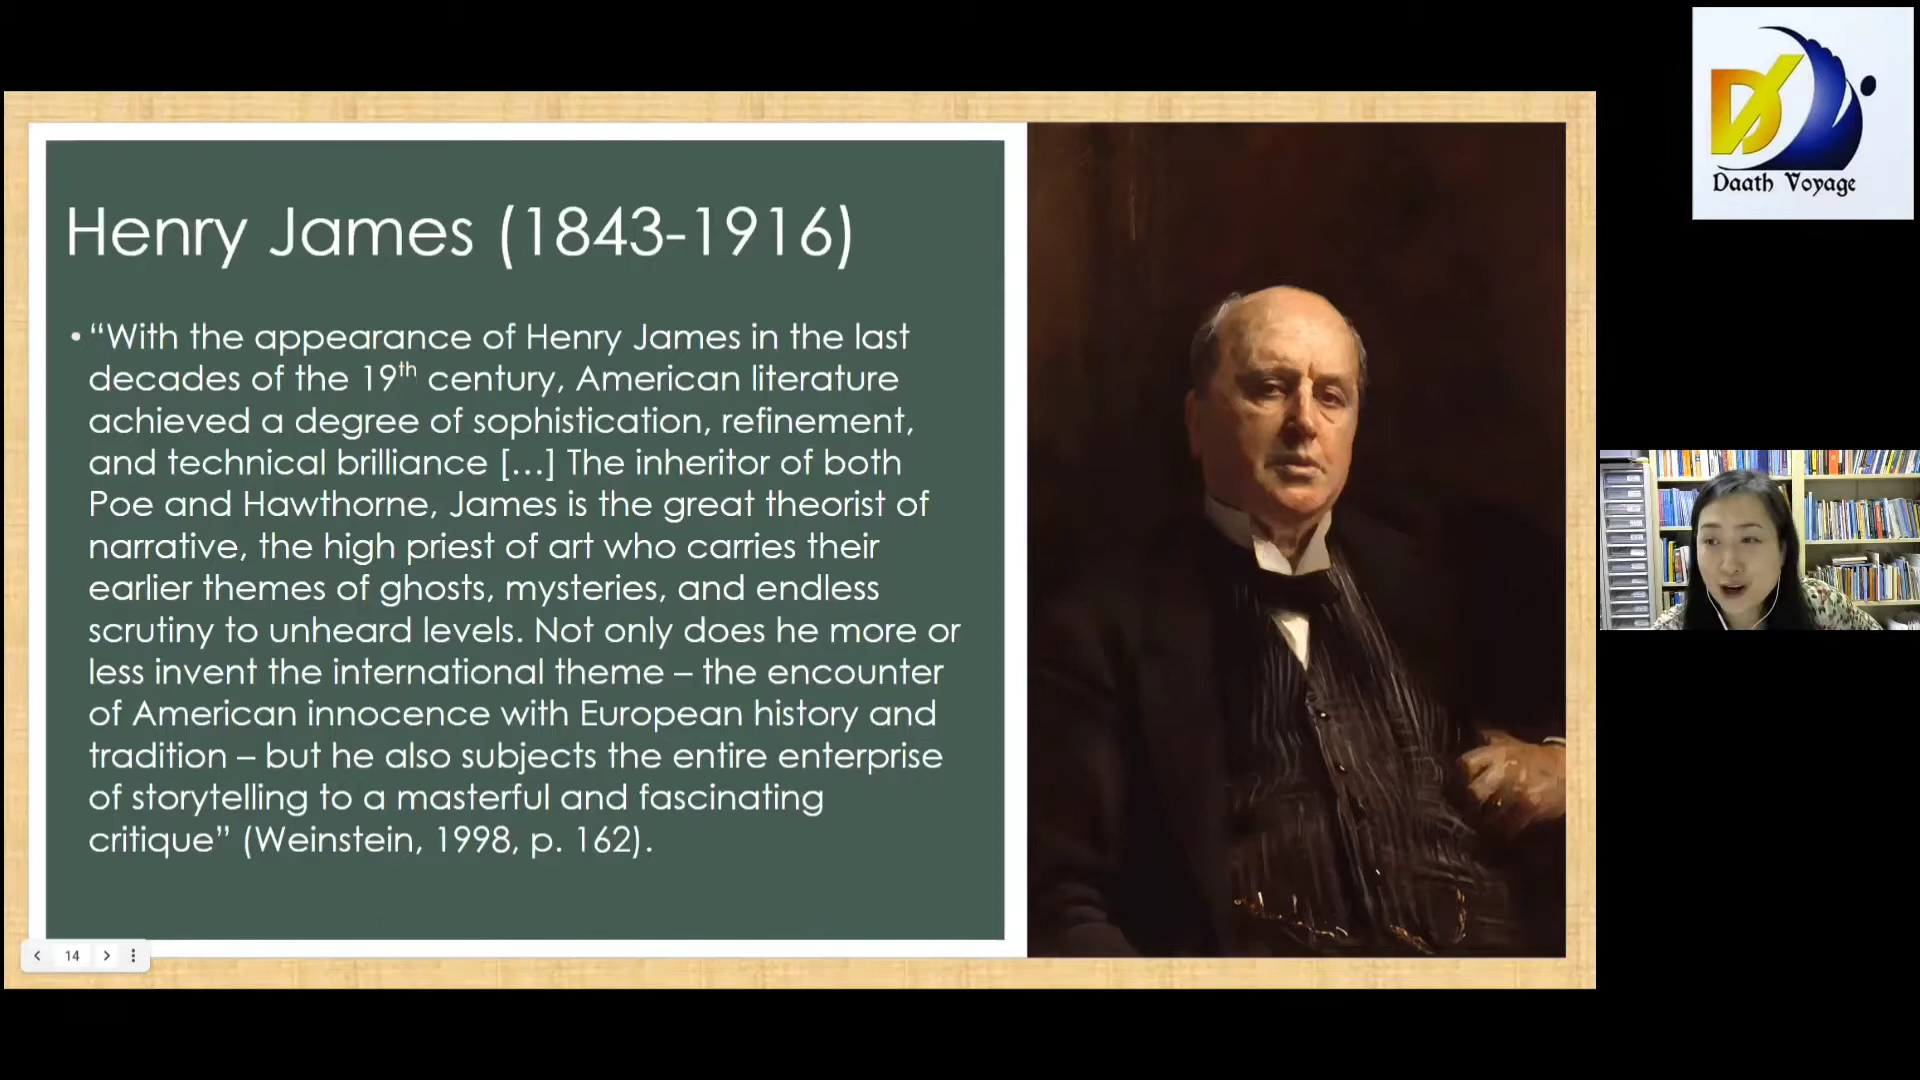 Henry James (1843-1916)
• “With the appearance of Henry James in the last
decades of the 19th century, American literature
achieved a degree of sophistication, refinement,
and technical brilliance […] The inheritor of both
Poe and Hawthorne, James is the great theorist of
narrative, the high priest of art who carries their
earlier themes of ghosts, mysteries, and endless
scrutiny to unheard levels. Not only does he more or
less invent the international theme – the encounter
of American innocence with European history and
tradition – but he also subjects the entire enterprise
of storytelling to a masterful and fascinating
critique” (Weinstein, 1998, p. 162).
14
Daath Voyage